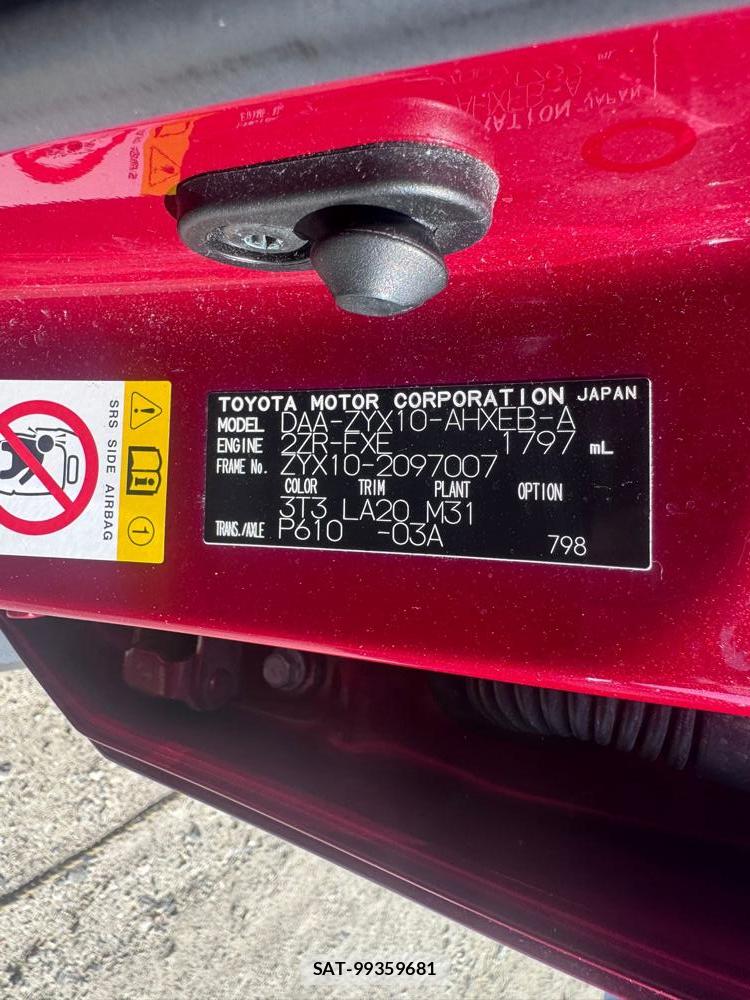 SRS SIDE AIRBAG
1
TOYOTA MOTOR CORPORATION JAPAN
MODEL DAA-ZYX10-AHXEB-A
ENGINE 2ZR-FXE 1797 mL
FRAME No. ZYX10-2097007
COLOR TRIM PLANT OPTION
3T3 LA20 M31
TRANS./AXLE P610 -03A 798
SAT-99359681